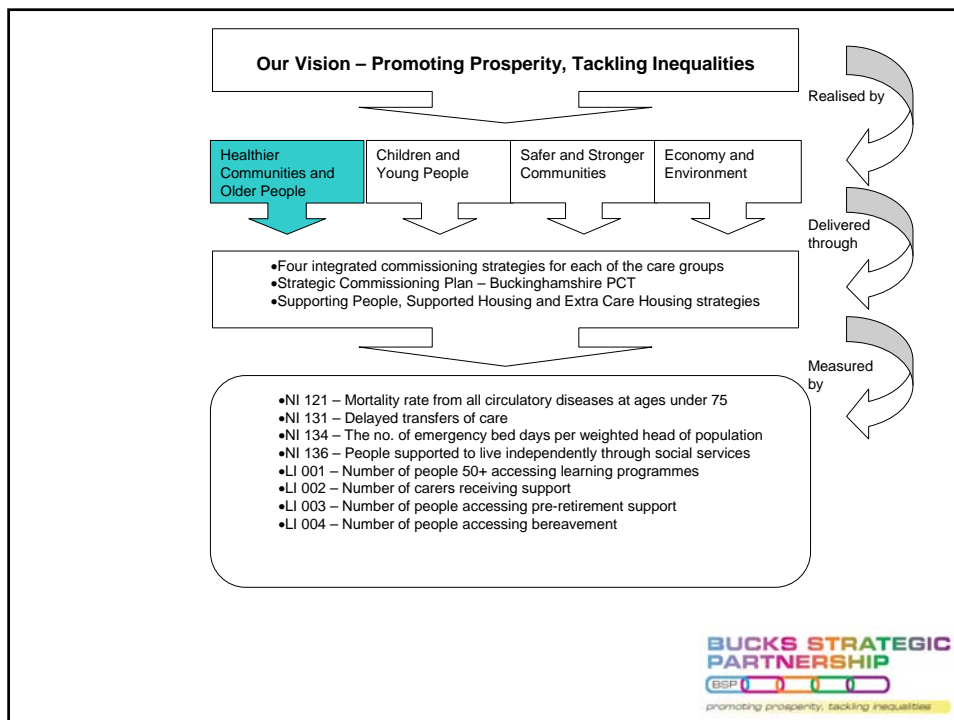 Our Vision – Promoting Prosperity, Tackling Inequalities
Realised by
Healthier
Communities and
Older People
Children and
Young People
Safer and Stronger
Communities
Economy and
Environment
Delivered
through
•Four integrated commissioning strategies for each of the care groups
•Strategic Commissioning Plan – Buckinghamshire PCT
•Supporting People, Supported Housing and Extra Care Housing strategies
Measured
by
•NI 121 – Mortality rate from all circulatory diseases at ages under 75
•NI 131 – Delayed transfers of care
•NI 134 – The no. of emergency bed days per weighted head of population
•NI 136 – People supported to live independently through social services
•LI 001 – Number of people 50+ accessing learning programmes
•LI 002 – Number of carers receiving support
•LI 003 – Number of people accessing pre-retirement support
•LI 004 – Number of people accessing bereavement
BUCKS STRATEGIC
PARTNERSHIP
BSP
promoting prosperity, tackling inequalities